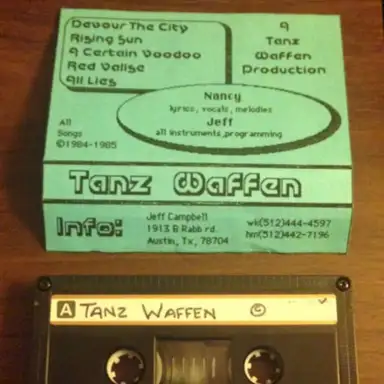 Devour The City
Rising Sun
A Certain Voodoo
Red Valise
All Lies
A
Tanz
Waffen
Production
Nancy
lyrics, vocals, melodies
Jeff
all instruments,programming
All
Songs
©1984-1985
Tanz Waffen
Info:
Jeff Campbell
1913 B Rabb rd.
Austin, Tx, 78704
wk(512)444-4597
hm(512)442-7196
A TANZ WAFFEN ©